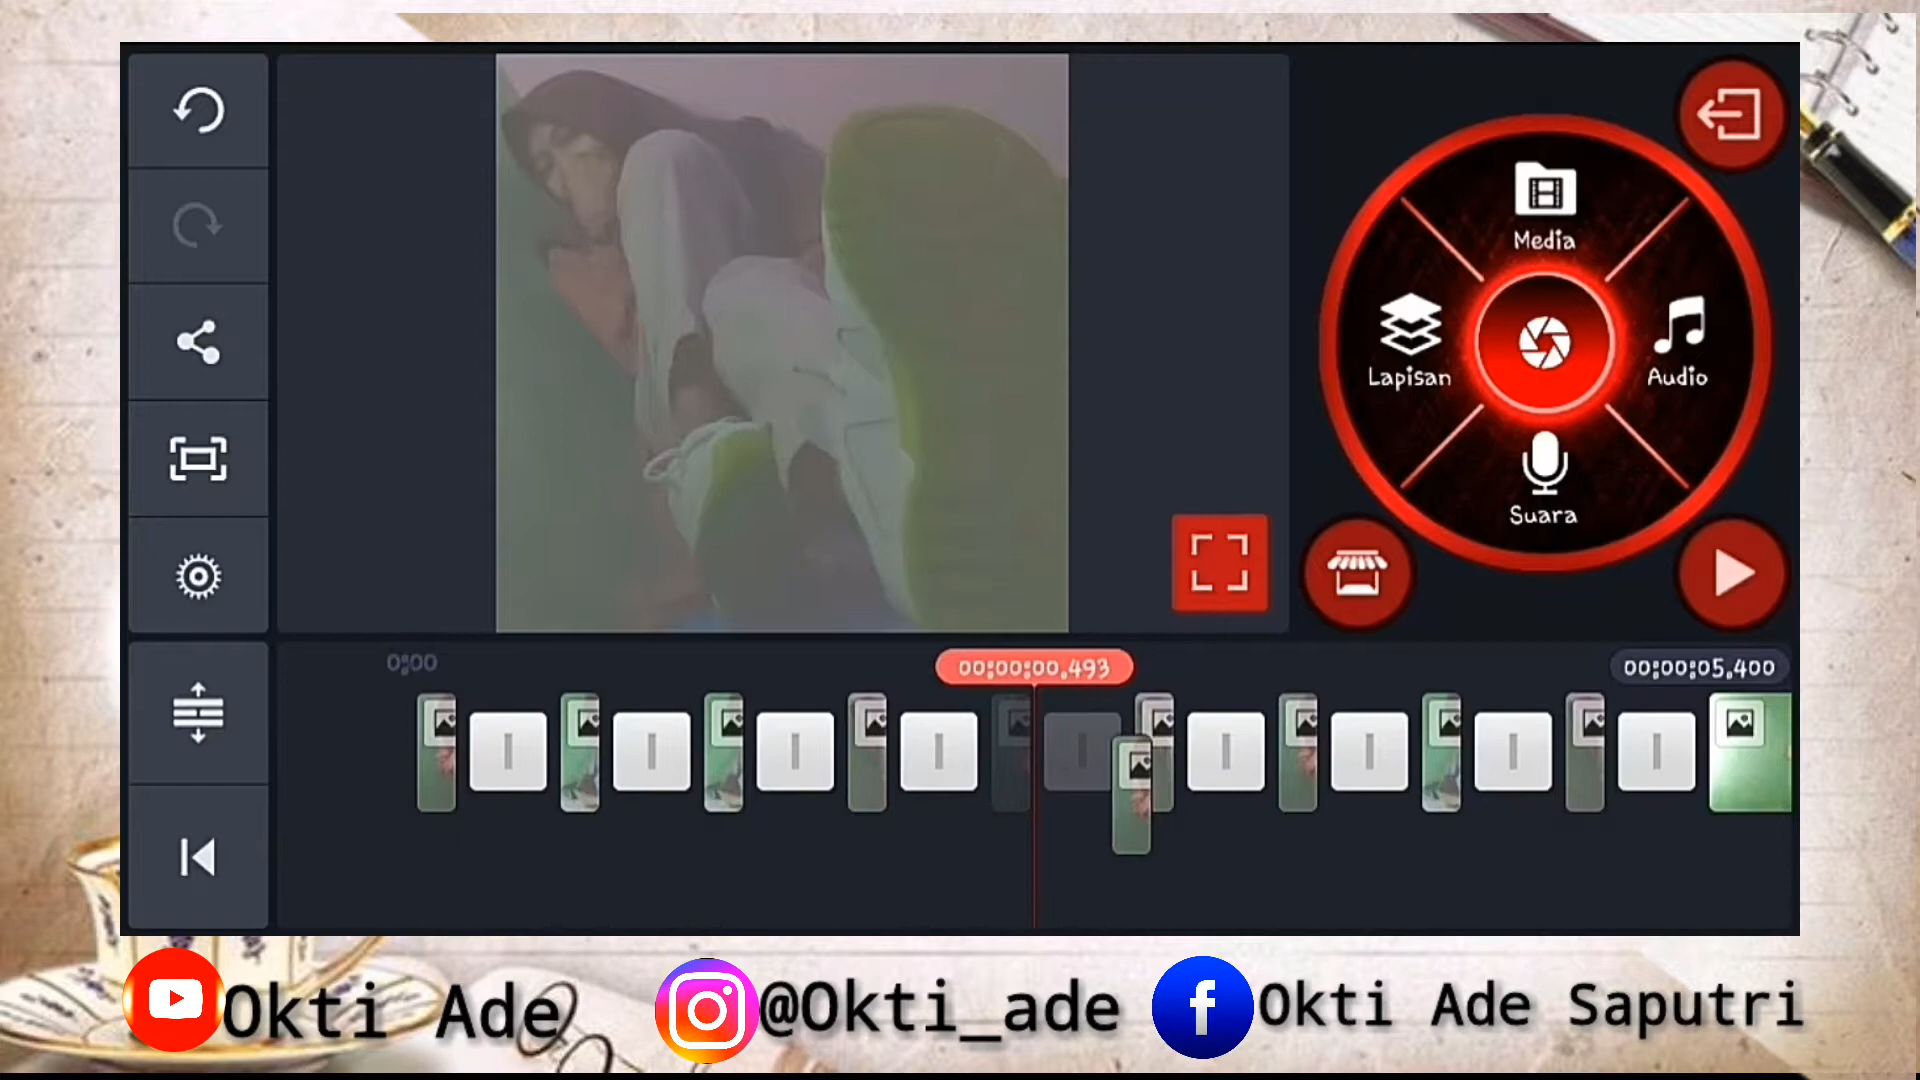 Media
Lapisan
Audio
Suara
0:00
00:00:00.493
00:00:05.400
Okti Ade
@Okti_ade
Okti Ade Saputri